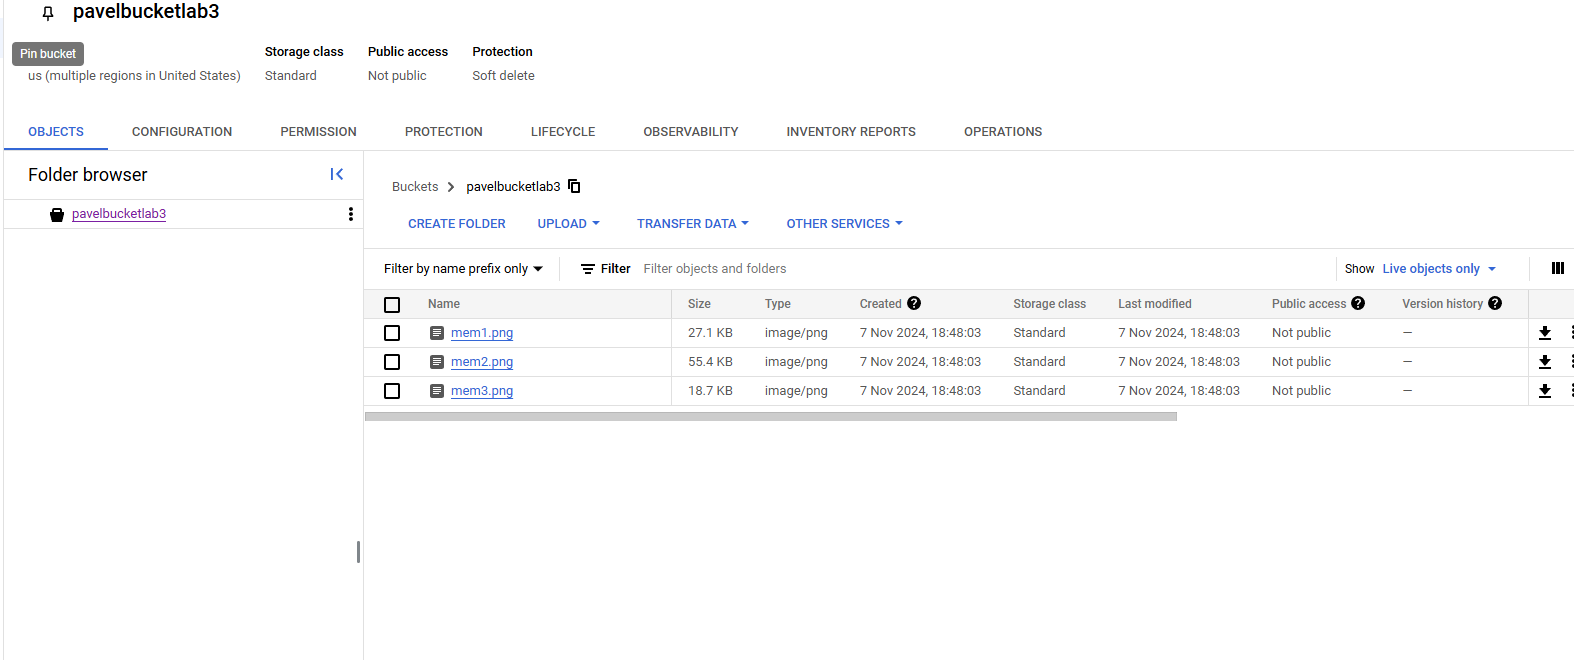 pavelbucketlab3
Pin bucket
Storage class Public access Protection
us (multiple regions in United States) Standard Not public Soft delete
OBJECTS CONFIGURATION PERMISSION PROTECTION LIFECYCLE OBSERVABILITY INVENTORY REPORTS OPERATIONS
Folder browser
pavelbucketlab3
Buckets pavelbucketlab3
CREATE FOLDER UPLOAD TRANSFER DATA OTHER SERVICES
Filter by name prefix only Filter Filter objects and folders Show Live objects only
Name Size Type Created Storage class Last modified Public access Version history
mem1.png 27.1 KB image/png 7 Nov 2024, 18:48:03 Standard 7 Nov 2024, 18:48:03 Not public —
mem2.png 55.4 KB image/png 7 Nov 2024, 18:48:03 Standard 7 Nov 2024, 18:48:03 Not public —
mem3.png 18.7 KB image/png 7 Nov 2024, 18:48:03 Standard 7 Nov 2024, 18:48:03 Not public —